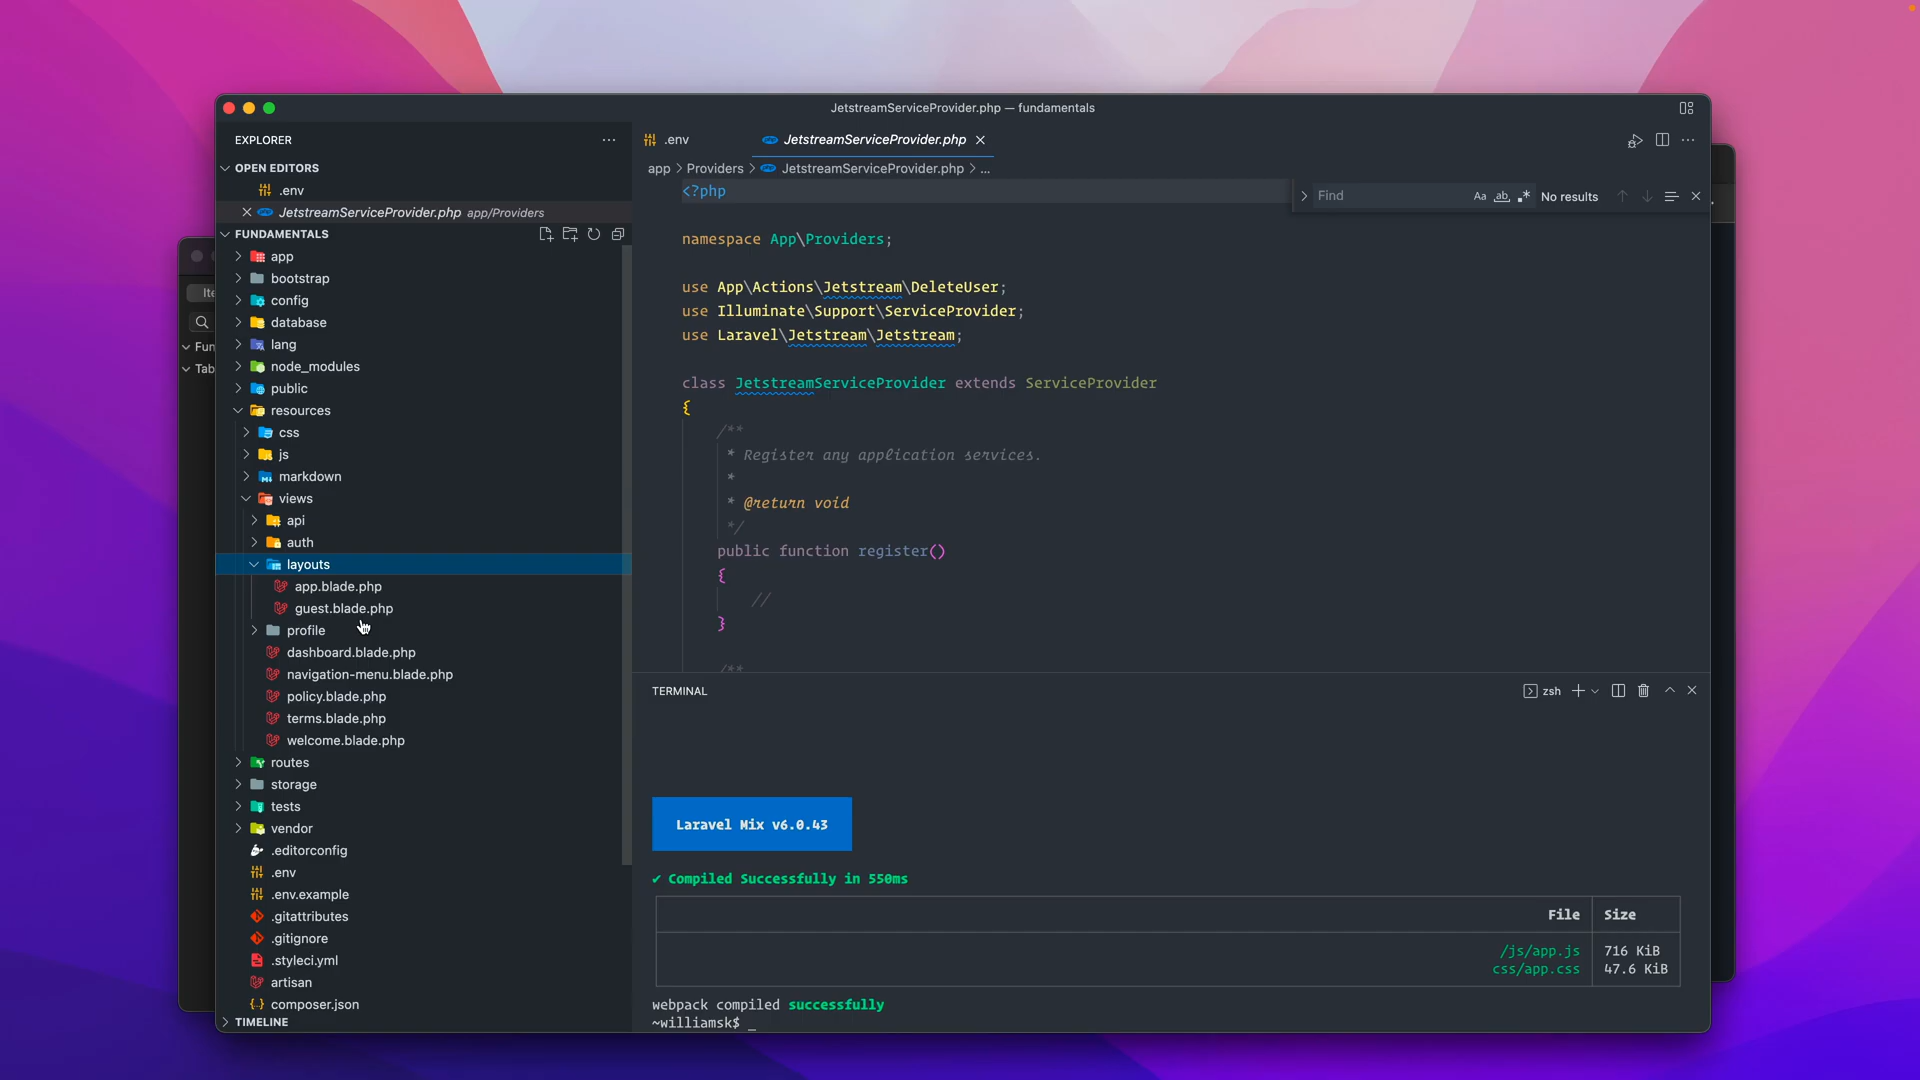 JetstreamServiceProvider.php — fundamentals
EXPLORER
OPEN EDITORS
.env
JetstreamServiceProvider.php app/Providers
FUNDAMENTALS
app
bootstrap
config
database
lang
node_modules
public
resources
css
js
markdown
views
api
auth
layouts
app.blade.php
guest.blade.php
profile
dashboard.blade.php
navigation-menu.blade.php
policy.blade.php
terms.blade.php
welcome.blade.php
routes
storage
tests
vendor
.editorconfig
.env
.env.example
.gitattributes
.gitignore
.styleci.yml
artisan
composer.json
TIMELINE
Ite
Fun
Tab
.env
JetstreamServiceProvider.php
app > Providers > JetstreamServiceProvider.php > ...
Find Aa ab .* No results
<?php
namespace App\Providers;
use App\Actions\Jetstream\DeleteUser;
use Illuminate\Support\ServiceProvider;
use Laravel\Jetstream\Jetstream;
class JetstreamServiceProvider extends ServiceProvider
{
/**
* Register any application services.
*
* @return void
*/
public function register()
{
//
}
/**
TERMINAL
zsh
Laravel Mix v6.0.43
✔ Compiled Successfully in 550ms
File Size
/js/app.js 716 KiB
css/app.css 47.6 KiB
webpack compiled successfully
~williamsk$ _